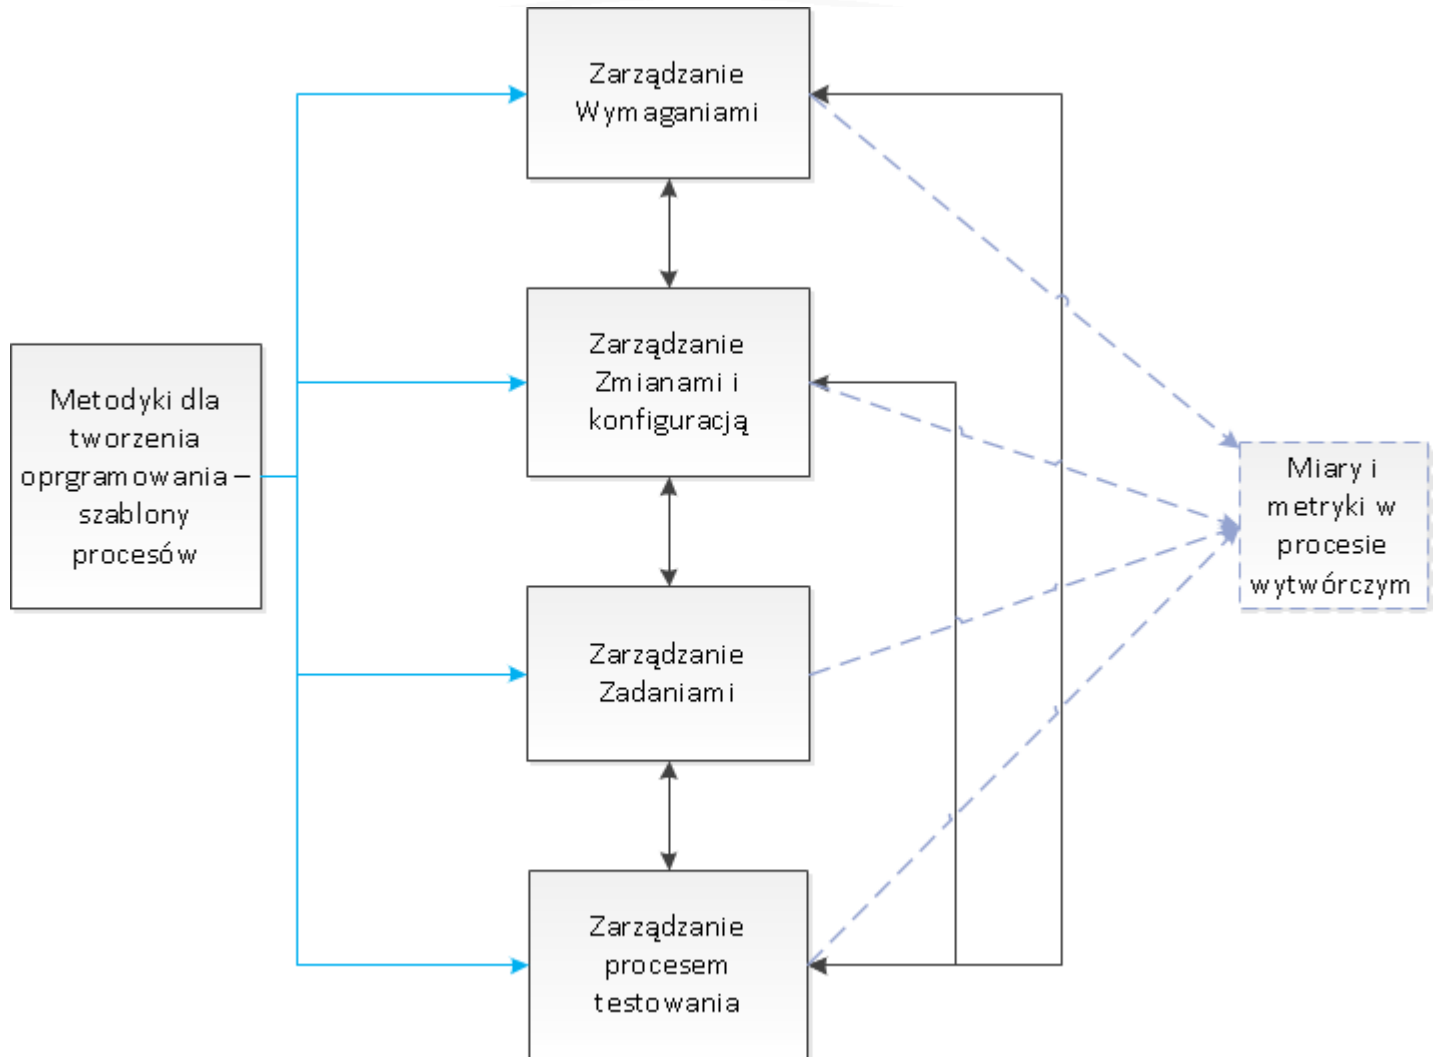 Zarządzanie
Wymaganiami
Zarządzanie
Zmianami i
konfiguracją
Metodyki dla
tworzenia
oprgramowania –
szablony
procesów
Miary i
metryki w
procesie
wytwórczym
Zarządzanie
Zadaniami
Zarządzanie
procesem
testowania